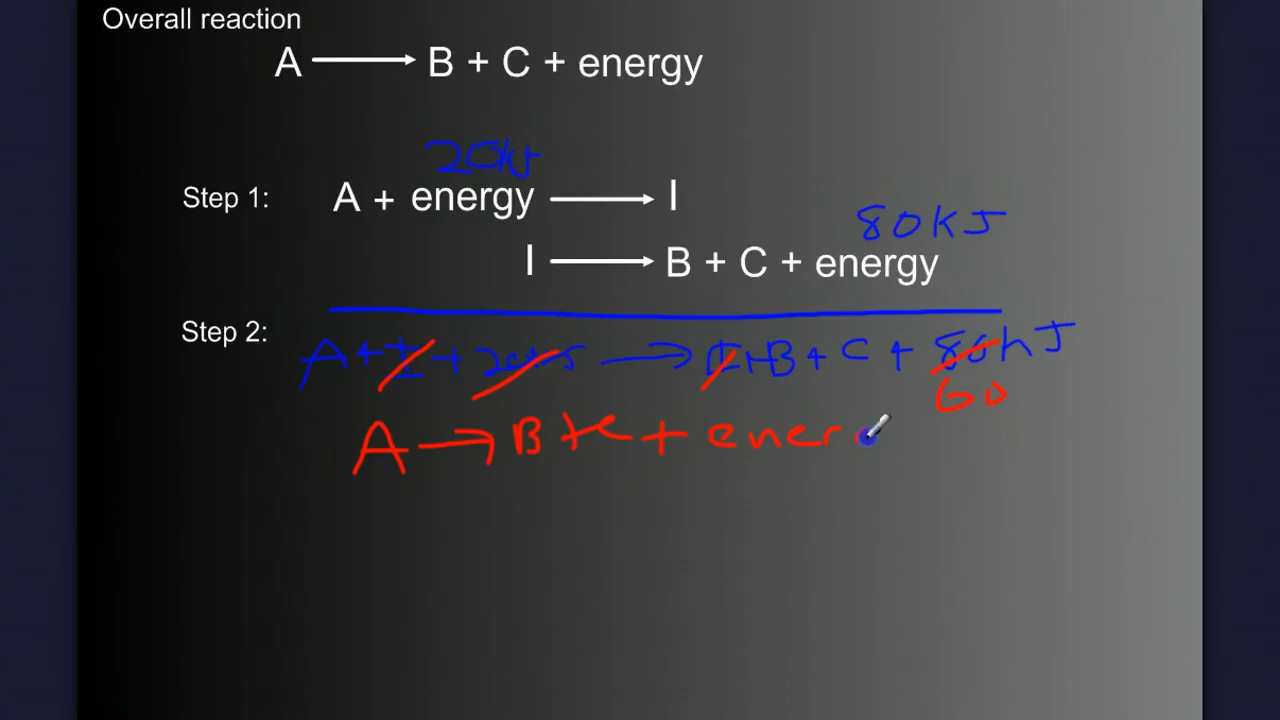 Overall reaction
A → B + C + energy
20kJ
Step 1: A + energy → I
80kJ
I → B + C + energy
Step 2:
A + I + 20kJ → I + B + C + 80kJ
60
A → B + C + ener